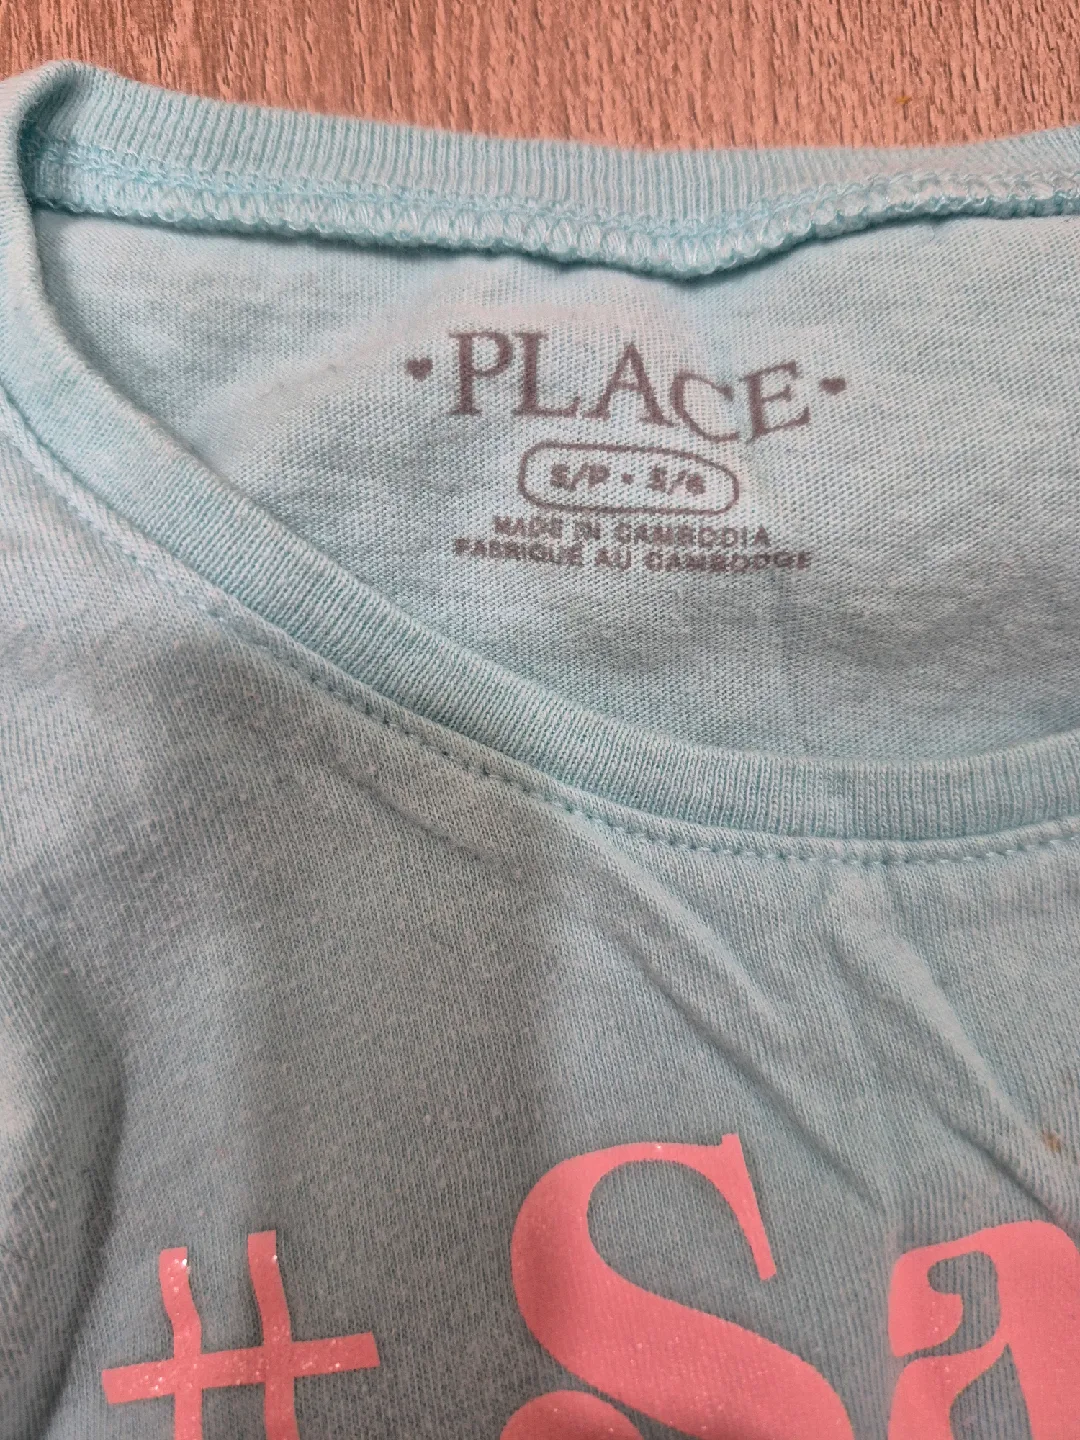 PLACE
S/P • 5/6
MADE IN CAMBODIA
FABRIQUÉ AU CAMBODGE
# Sa